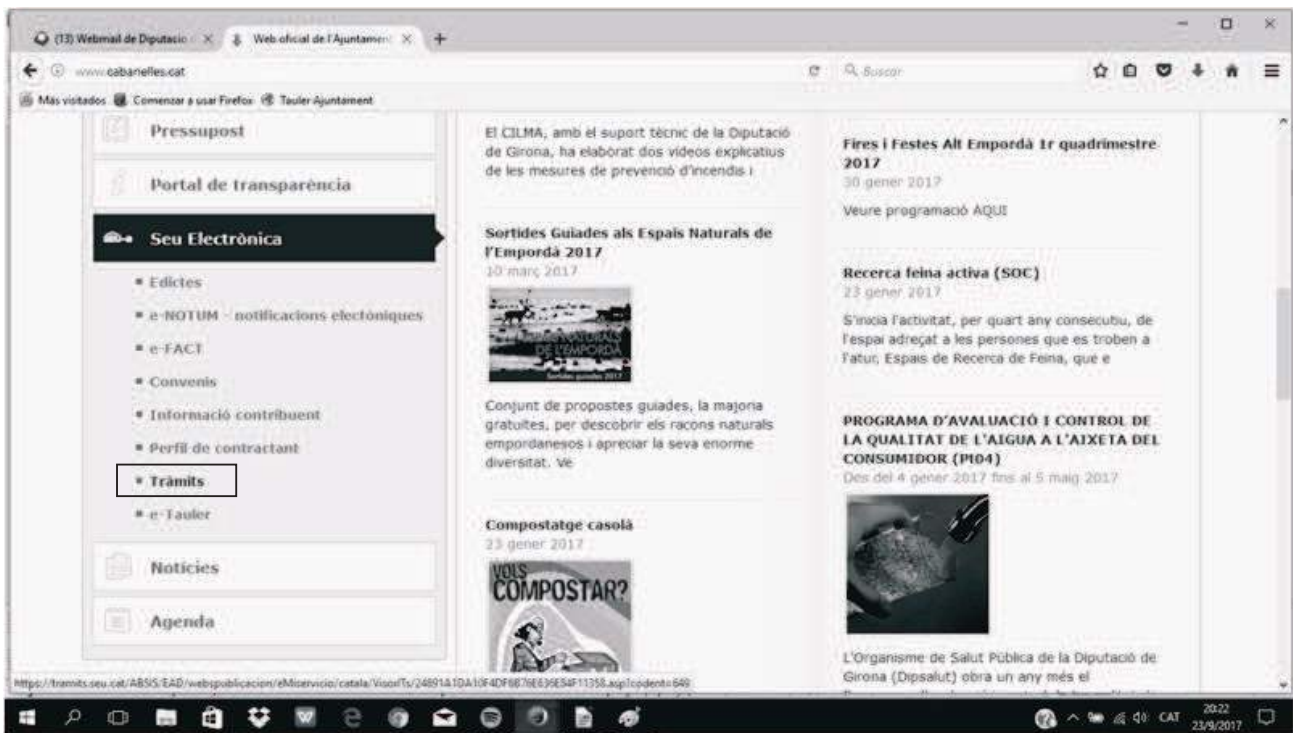 (13) Webmail de Diputacio
Web oficial de l'Ajuntamen
www.cabanelles.cat
Buscar
Más visitados
Comenzar a usar Firefox
Tauler Ajuntament
Pressupost
Portal de transparència
Seu Electrònica
Edictes
e-NOTUM - notificacions electòniques
e-FACT
Convenis
Informació contribuent
Perfil de contractant
Tràmits
e-Tauler
Notícies
Agenda
El CILMA, amb el suport tècnic de la Diputació
de Girona, ha elaborat dos vídeos explicatius
de les mesures de prevenció d'incendis i
Sortides Guiades als Espais Naturals de
l'Empordà 2017
10 març 2017
NATURALS
DE L'EMPORDÀ
Sortides guiades 2017
Conjunt de propostes guiades, la majoria
gratuïtes, per descobrir els racons naturals
empordanesos i apreciar la seva enorme
diversitat. Ve
Compostatge casolà
23 gener 2017
VOLS
COMPOSTAR?
Fires i Festes Alt Empordà 1r quadrimestre
2017
30 gener 2017
Veure programació AQUI
Recerca feina activa (SOC)
23 gener 2017
S'inicia l'activitat, per quart any consecutiu, de
l'espai adreçat a les persones que es troben a
l'atur, Espais de Recerca de Feina, que e
PROGRAMA D'AVALUACIÓ I CONTROL DE
LA QUALITAT DE L'AIGUA A L'AIXETA DEL
CONSUMIDOR (PI04)
Des del 4 gener 2017 fins al 5 maig 2017
L'Organisme de Salut Pública de la Diputació de
Girona (Dipsalut) obra un any més el
CAT
20:22
23/9/2017